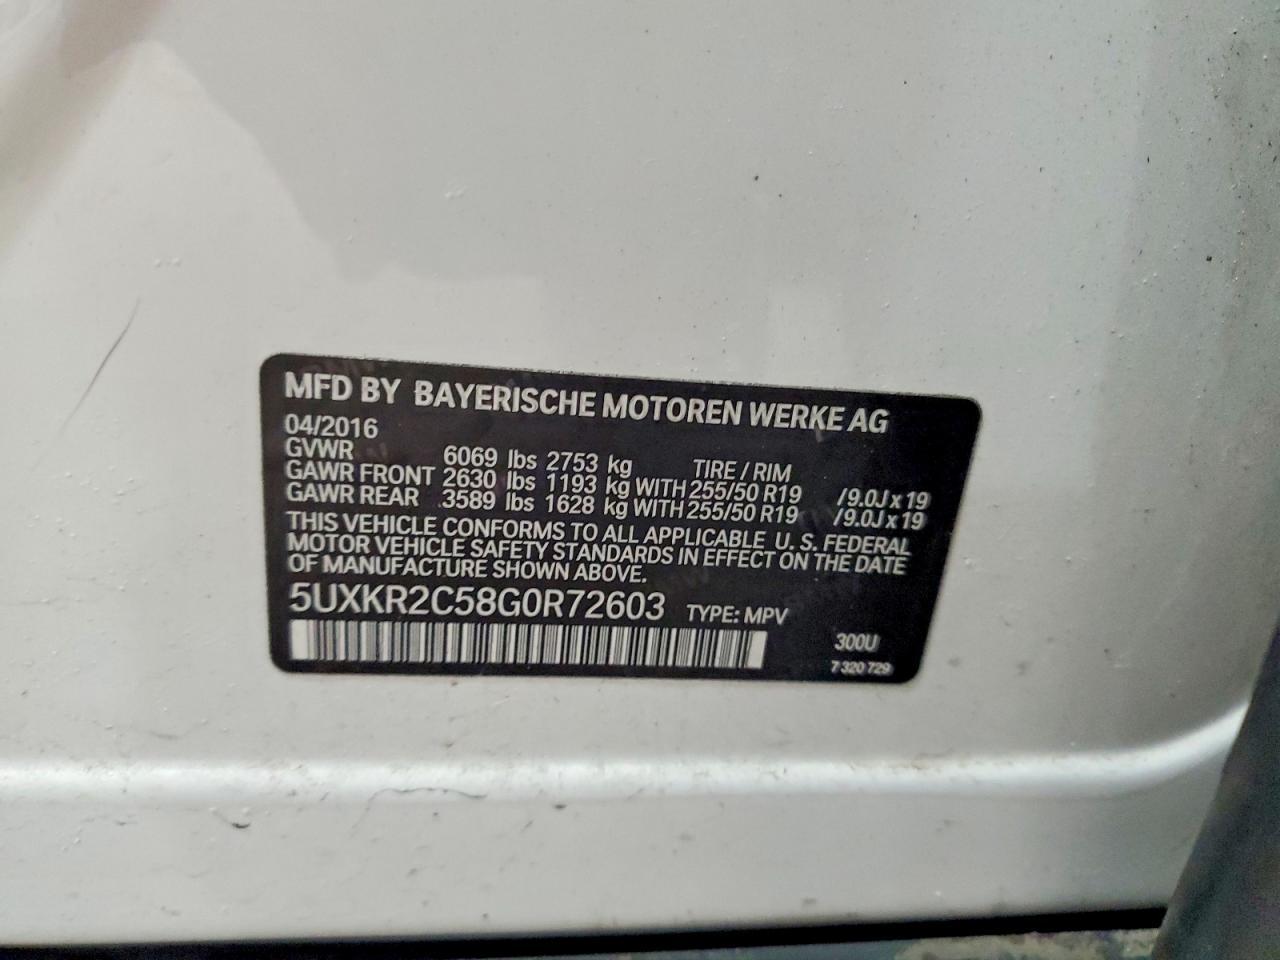 MFD BY BAYERISCHE MOTOREN WERKE AG
04/2016
GVWR 6069 lbs 2753 kg TIRE / RIM
GAWR FRONT 2630 lbs 1193 kg WITH 255/50 R19 /9.0J x 19
GAWR REAR 3589 lbs 1628 kg WITH 255/50 R19 /9.0J x 19
THIS VEHICLE CONFORMS TO ALL APPLICABLE U. S. FEDERAL
MOTOR VEHICLE SAFETY STANDARDS IN EFFECT ON THE DATE
OF MANUFACTURE SHOWN ABOVE.
5UXKR2C58G0R72603 TYPE: MPV
300U
7 320 729